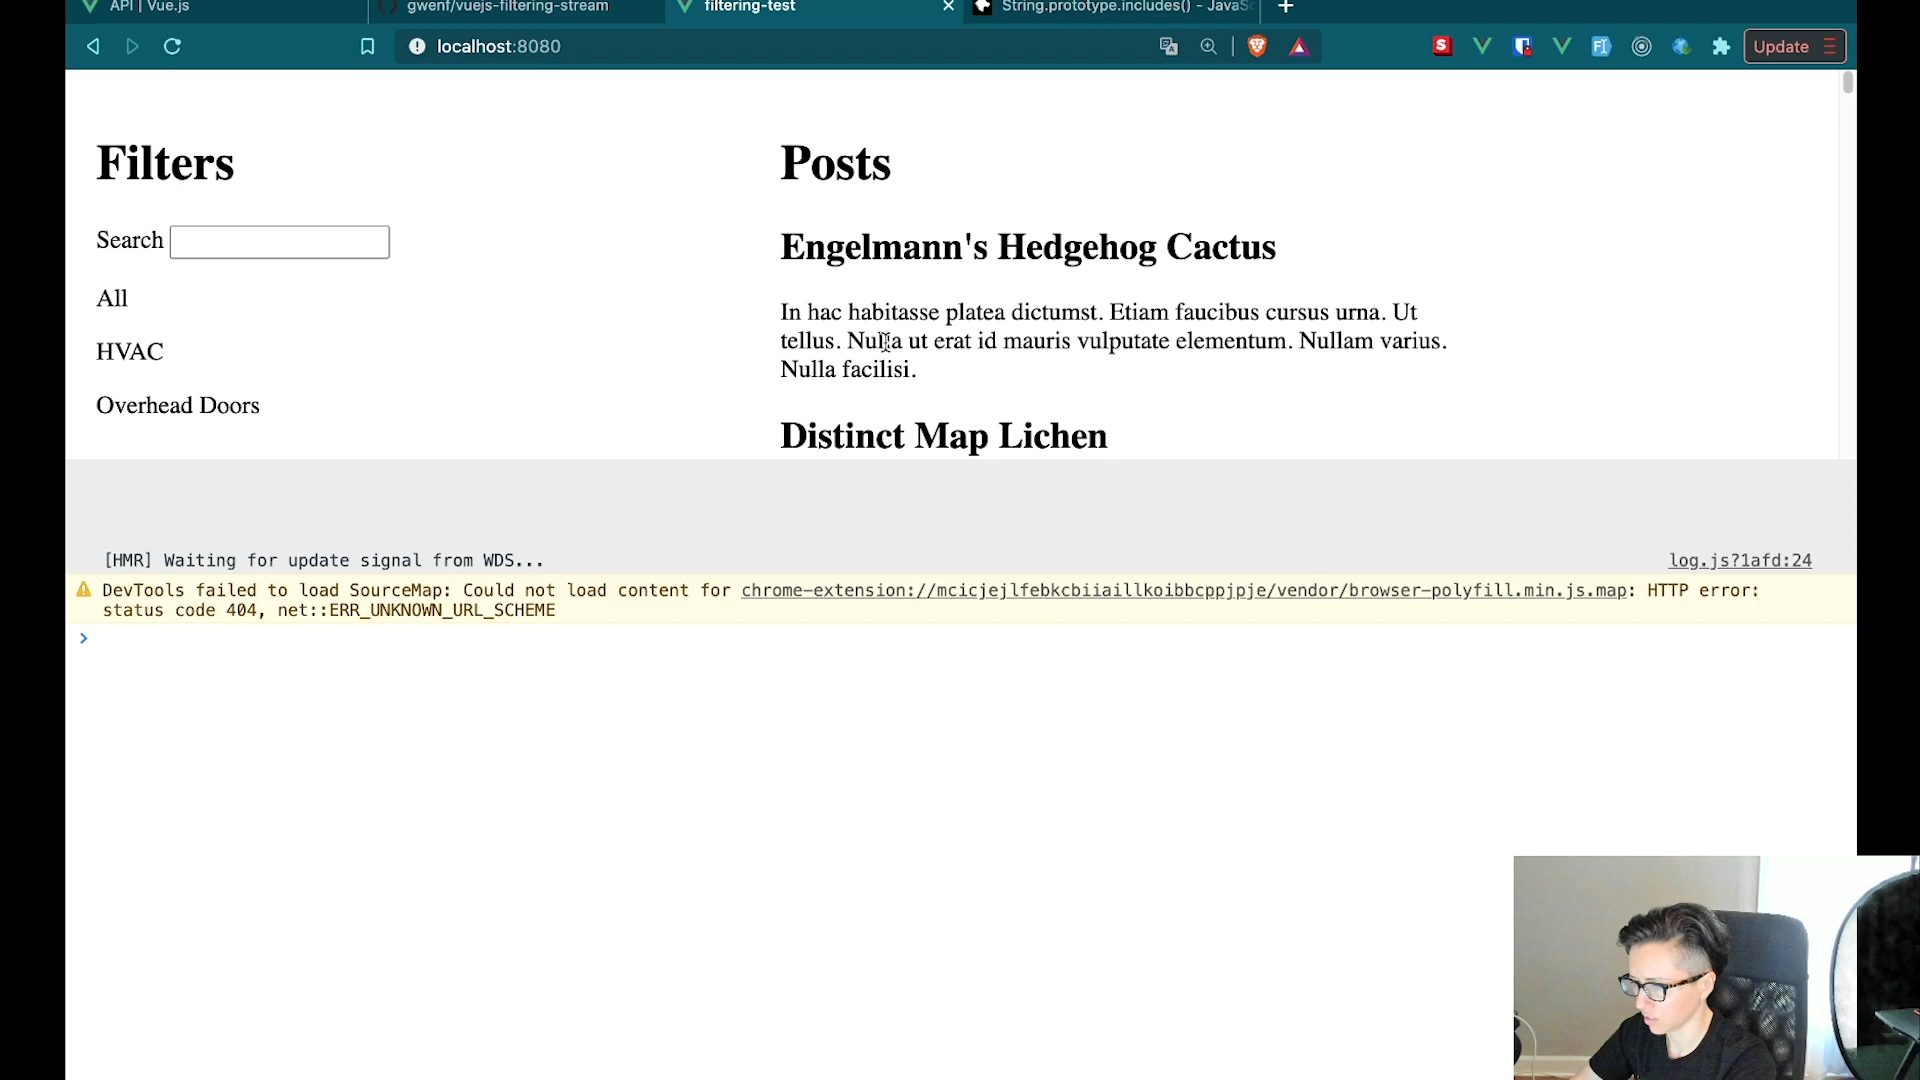 API | Vue.js
gwenf/vuejs-filtering-stream
filtering-test
String.prototype.includes() - JavaSc
localhost:8080
Update
Filters
Search
All
HVAC
Overhead Doors
Posts
Engelmann's Hedgehog Cactus
In hac habitasse platea dictumst. Etiam faucibus cursus urna. Ut
tellus. Nulla ut erat id mauris vulputate elementum. Nullam varius.
Nulla facilisi.
Distinct Map Lichen
[HMR] Waiting for update signal from WDS...
log.js?1afd:24
DevTools failed to load SourceMap: Could not load content for chrome-extension://mcicjejlfebkcbiiaillkoibbcppjpje/vendor/browser-polyfill.min.js.map: HTTP error:
status code 404, net::ERR_UNKNOWN_URL_SCHEME